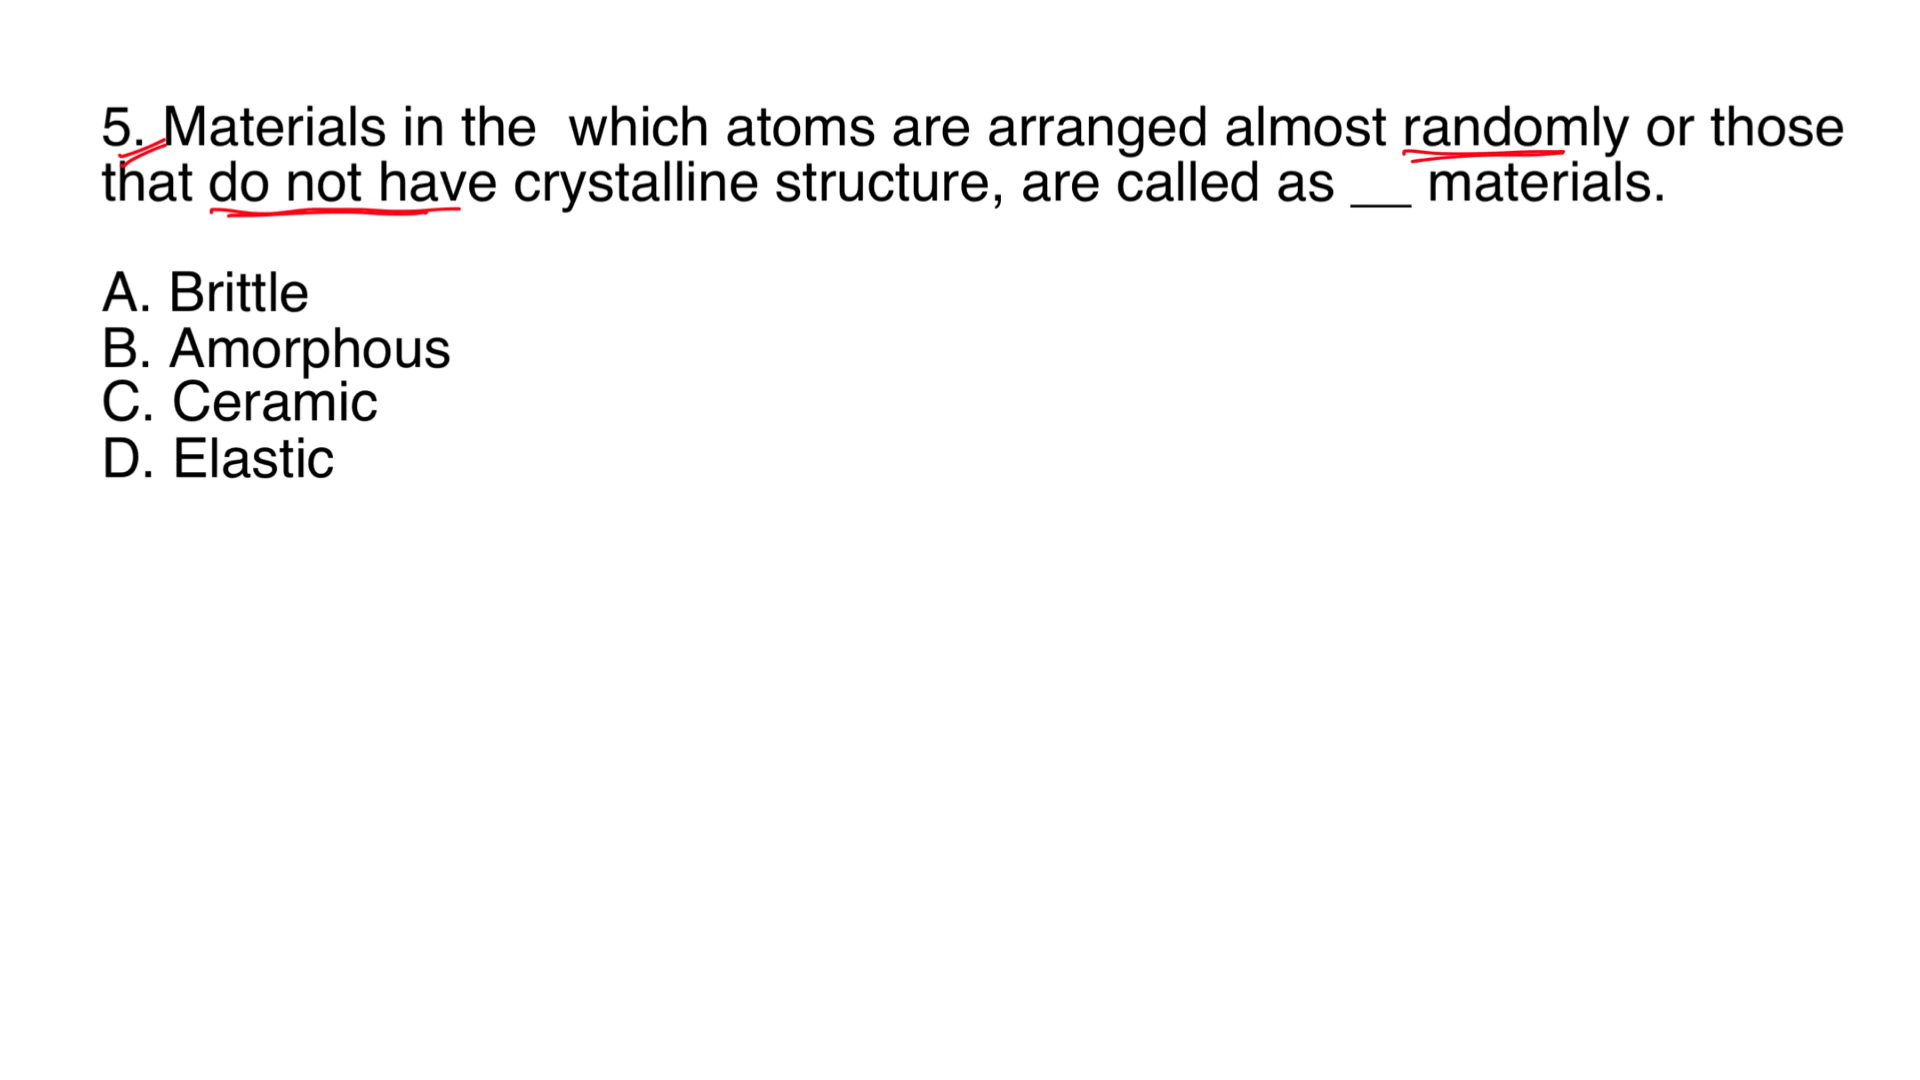 5. Materials in the  which atoms are arranged almost randomly or those
that do not have crystalline structure, are called as ___ materials.
A. Brittle
B. Amorphous
C. Ceramic
D. Elastic